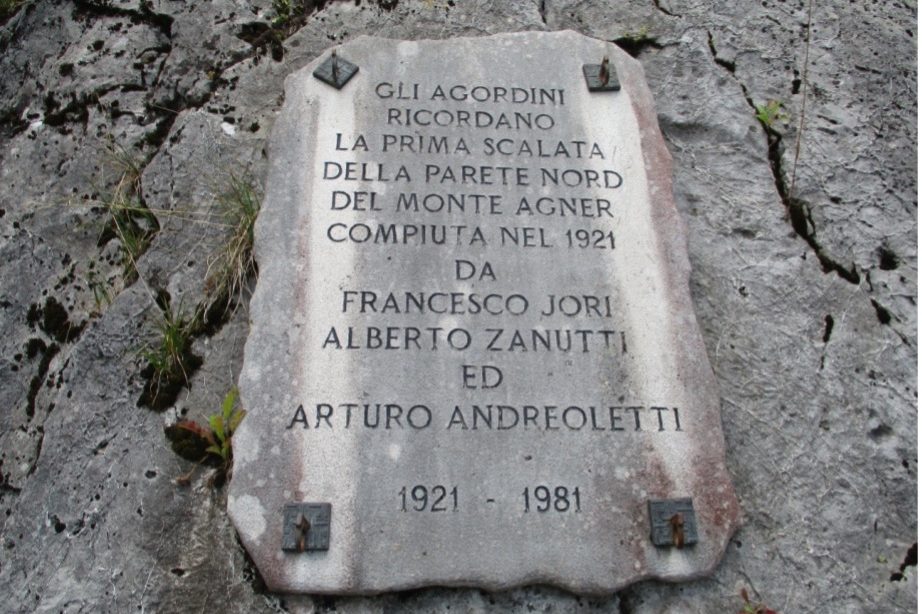 GLI AGORDINI
RICORDANO
LA PRIMA SCALATA
DELLA PARETE NORD
DEL MONTE AGNER
COMPIUTA NEL 1921
DA
FRANCESCO JORI
ALBERTO ZANUTTI
ED
ARTURO ANDREOLETTI
1921 - 1981